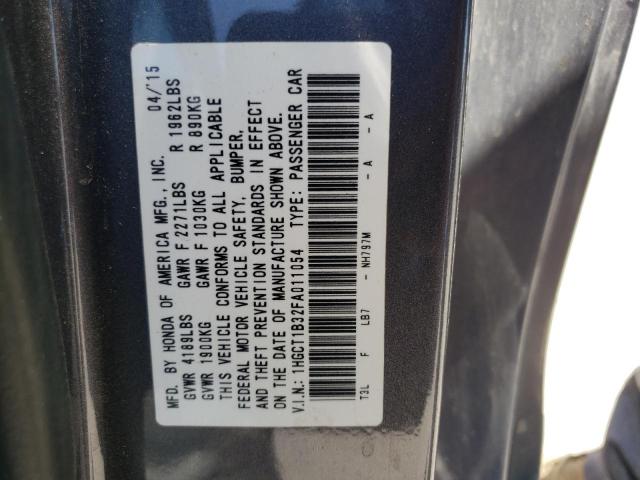 MFD. BY HONDA OF AMERICA MFG., INC. 04/'15
GVWR 4189LBS GAWR F 2271LBS R 1962LBS
GVWR 1900KG GAWR F 1030KG R 890KG
THIS VEHICLE CONFORMS TO ALL APPLICABLE
FEDERAL MOTOR VEHICLE SAFETY, BUMPER,
AND THEFT PREVENTION STANDARDS IN EFFECT
ON THE DATE OF MANUFACTURE SHOWN ABOVE.
V.I.N.:1HGCT1B32FA011054 TYPE: PASSENGER CAR
T3L F LB7 - NH797M - A - A